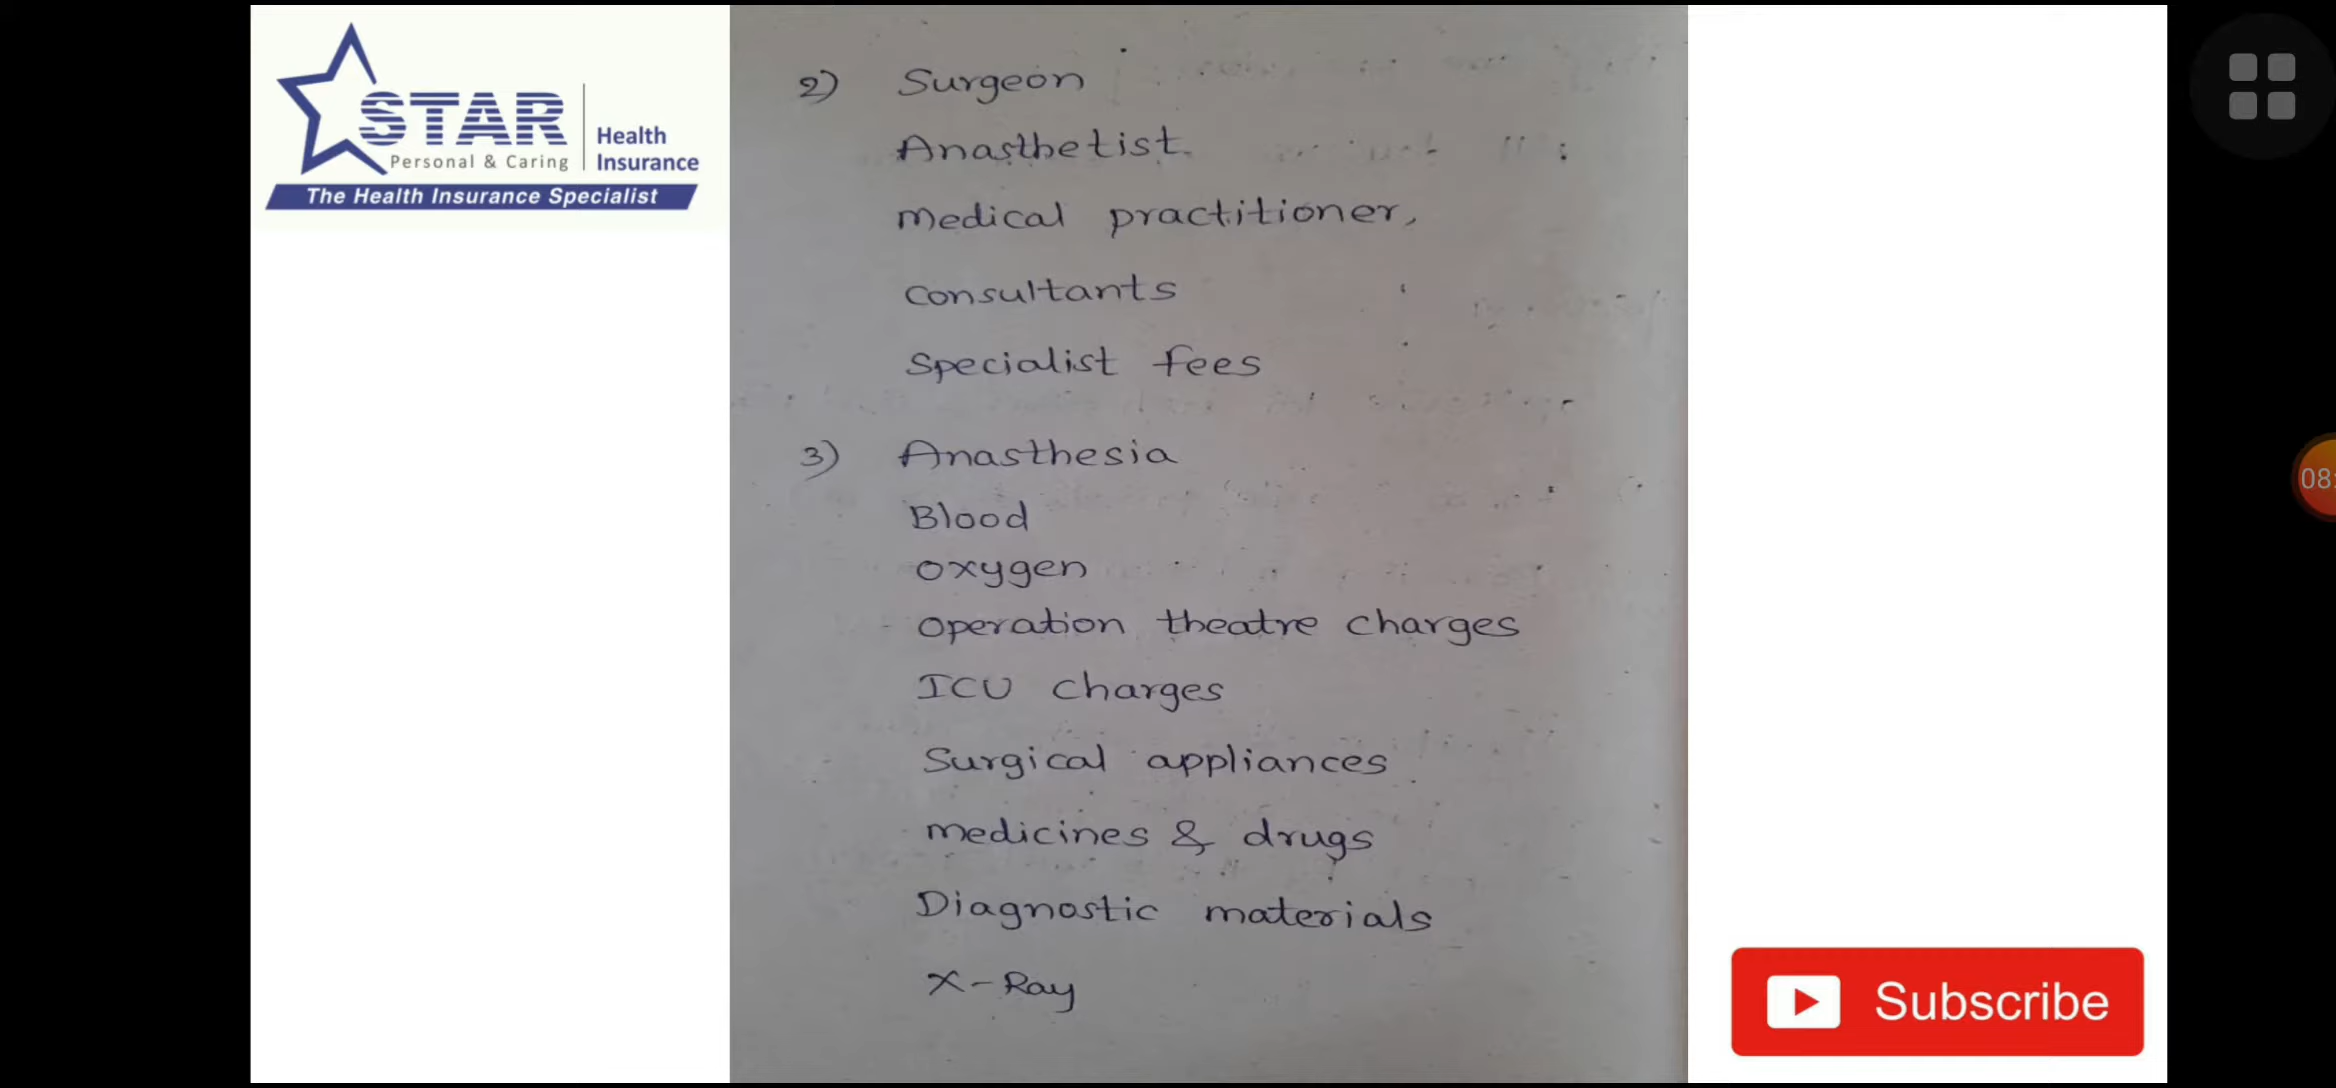 STAR
Health
Insurance
Personal & Caring
The Health Insurance Specialist
2) Surgeon
Anasthetist.
medical practitioner,
consultants
Specialist fees
3) Anasthesia
Blood
oxygen
operation theatre charges
ICU charges
Surgical appliances
medicines & drugs
Diagnostic materials
X-Ray
08:
Subscribe